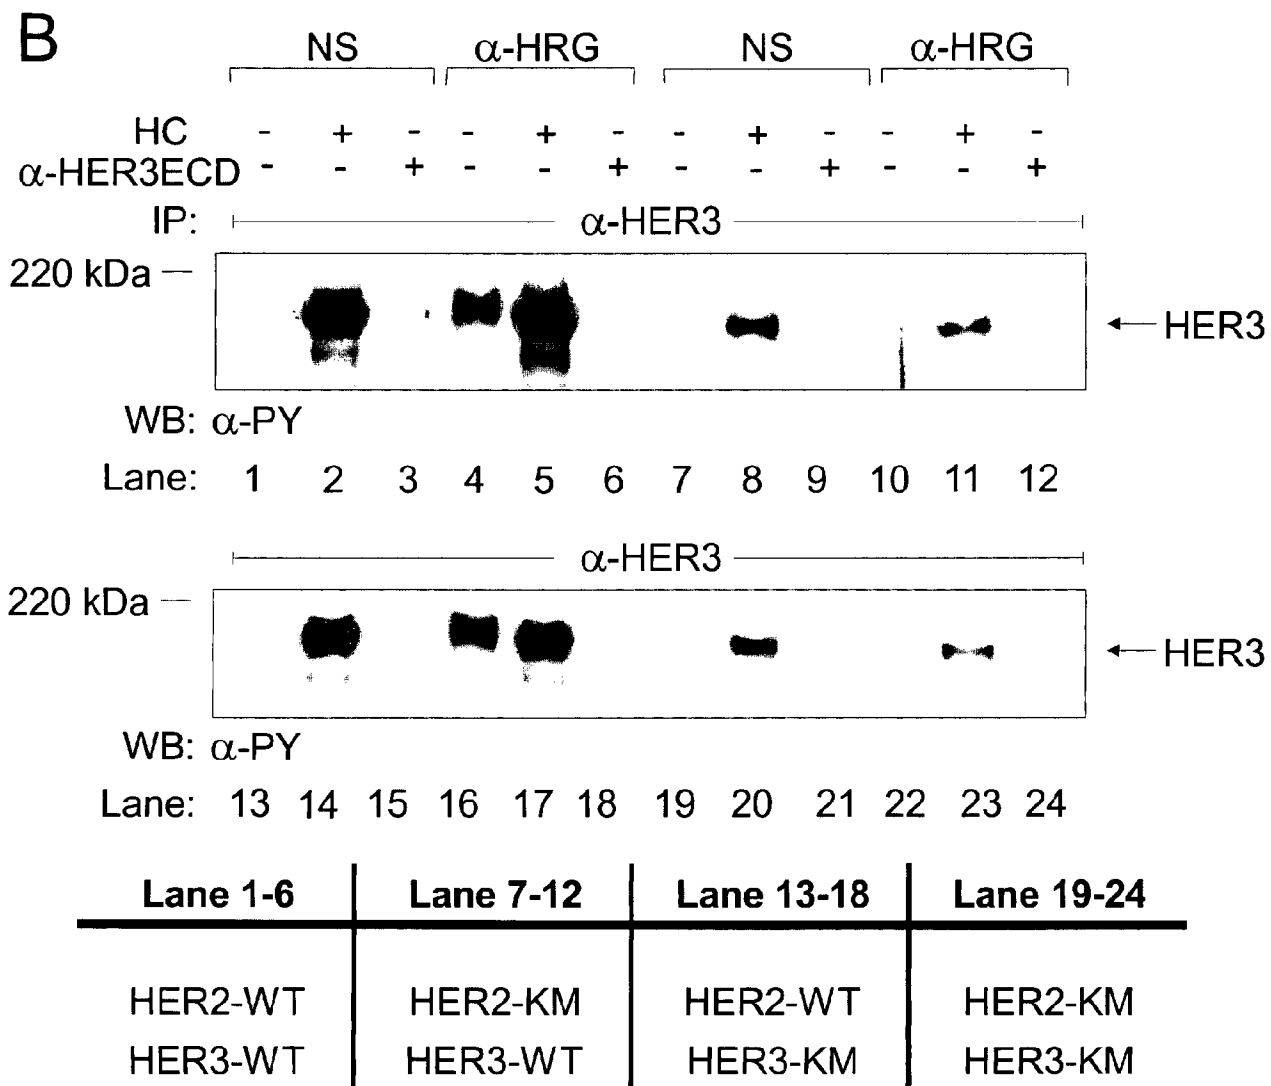 B
NS α-HRG NS α-HRG
HC - + - - + - - + - - + -
α-HER3ECD - - + - - + - - + - - +
IP: α-HER3
220 kDa
HER3
WB: α-PY
Lane: 1 2 3 4 5 6 7 8 9 10 11 12
α-HER3
220 kDa
HER3
WB: α-PY
Lane: 13 14 15 16 17 18 19 20 21 22 23 24
Lane 1-6 Lane 7-12 Lane 13-18 Lane 19-24
HER2-WT HER2-KM HER2-WT HER2-KM
HER3-WT HER3-WT HER3-KM HER3-KM